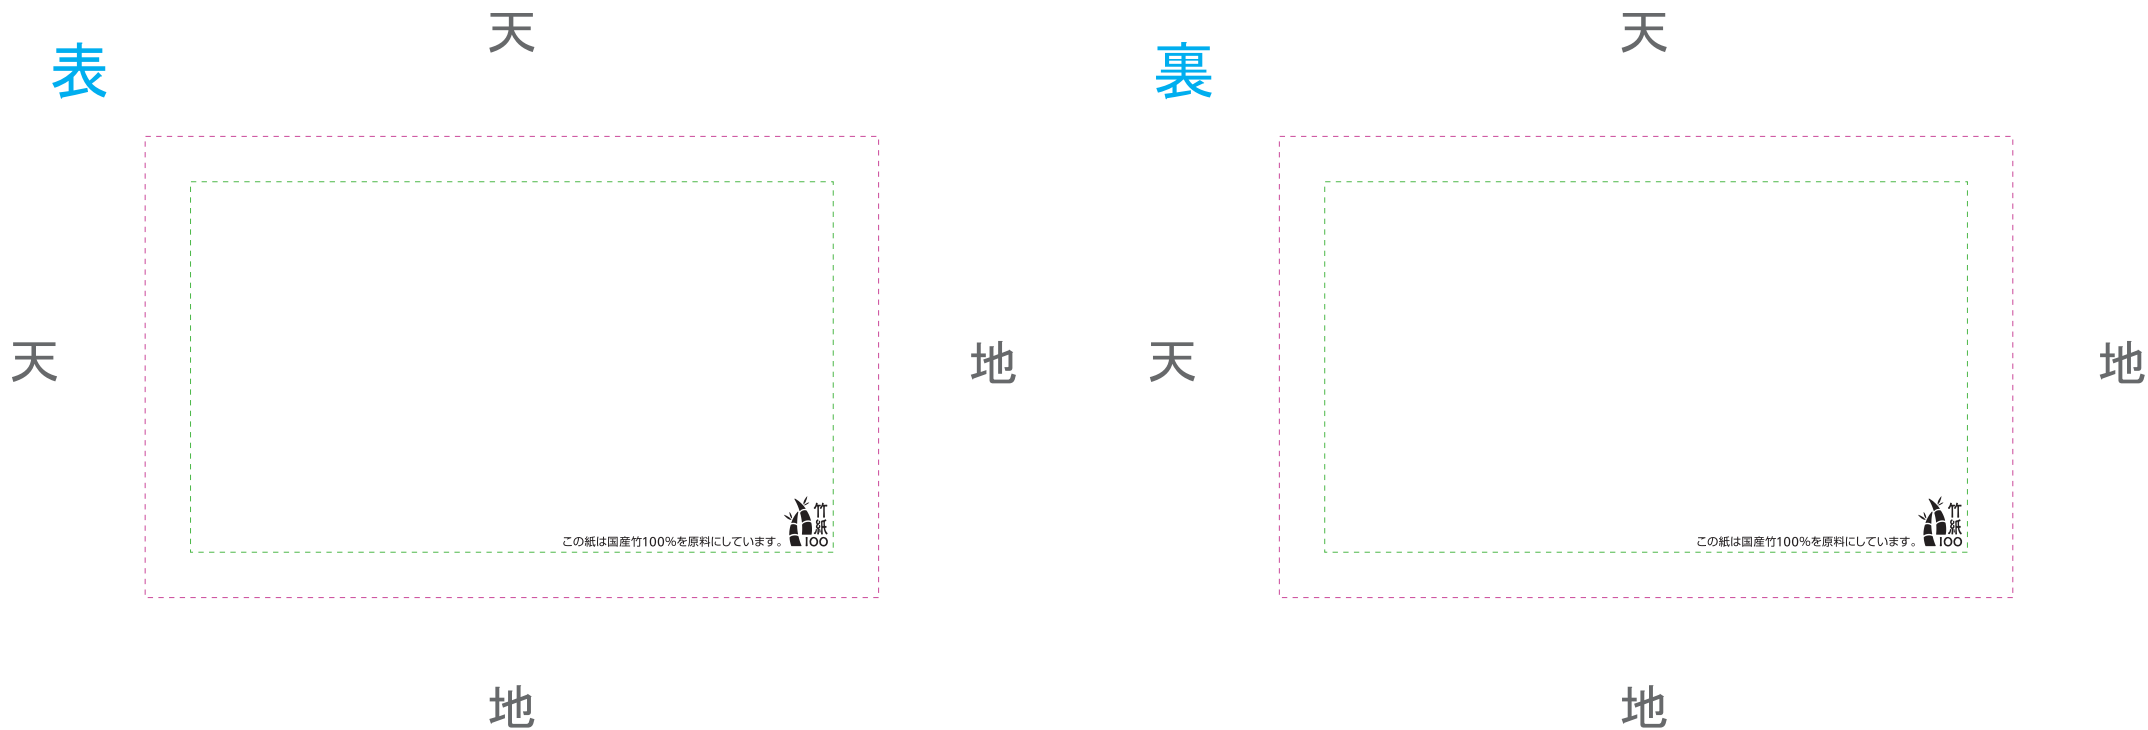 表
天
天
地
この紙は国産竹100%を原料にしています。
竹紙
100
地
裏
天
天
地
この紙は国産竹100%を原料にしています。
竹紙
100
地